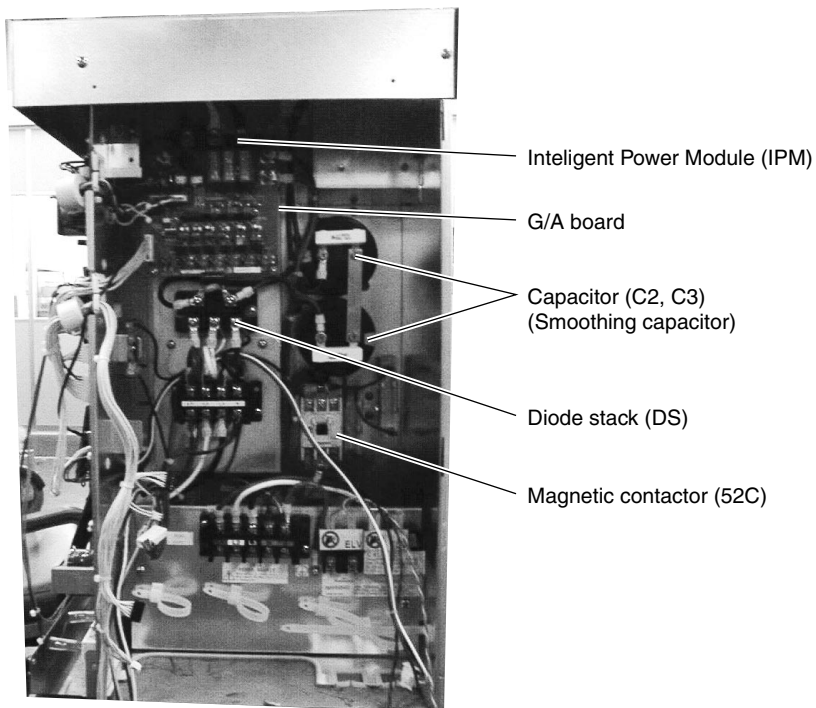 Inteligent Power Module (IPM)
G/A board
Capacitor (C2, C3)
(Smoothing capacitor)
Diode stack (DS)
Magnetic contactor (52C)